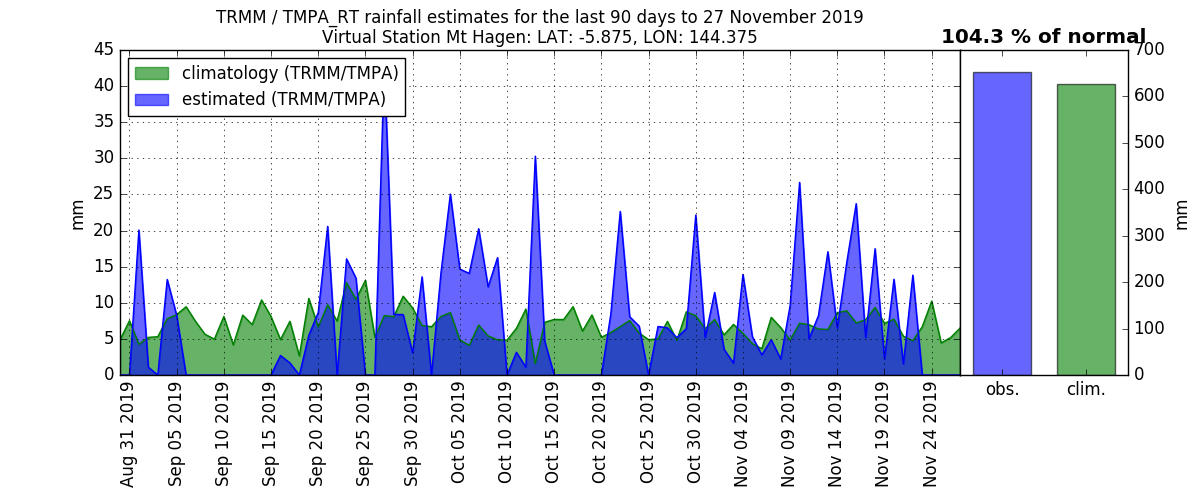 TRMM / TMPA_RT rainfall estimates for the last 90 days to 27 November 2019
Virtual Station Mt Hagen: LAT: -5.875, LON: 144.375
104.3 % of normal
climatology (TRMM/TMPA)
estimated (TRMM/TMPA)
mm
45
40
35
30
25
20
15
10
5
0
Aug 31 2019
Sep 05 2019
Sep 10 2019
Sep 15 2019
Sep 20 2019
Sep 25 2019
Sep 30 2019
Oct 05 2019
Oct 10 2019
Oct 15 2019
Oct 20 2019
Oct 25 2019
Oct 30 2019
Nov 04 2019
Nov 09 2019
Nov 14 2019
Nov 19 2019
Nov 24 2019
700
600
500
400
300
200
100
0
mm
obs.
clim.